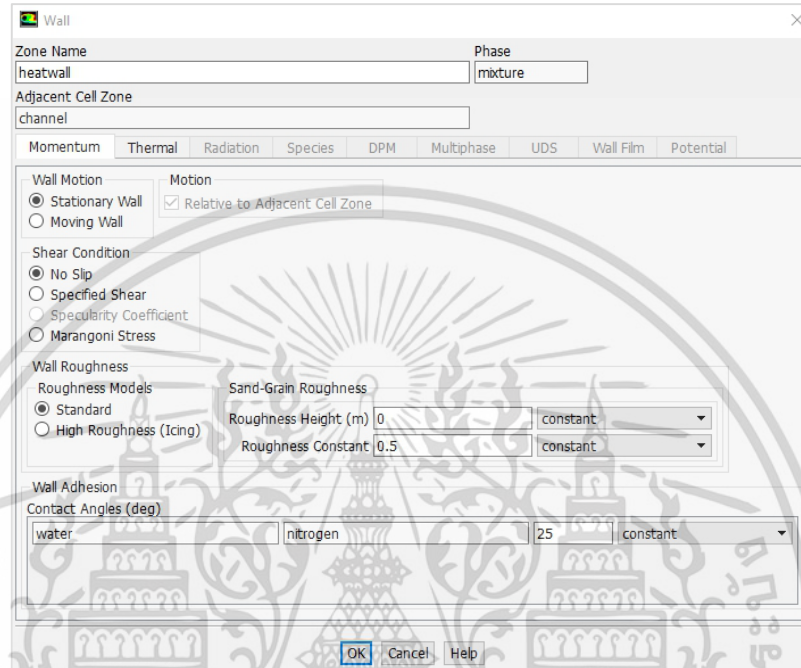 Wall
Zone Name
Phase
heatwall
mixture
Adjacent Cell Zone
channel
Momentum Thermal Radiation Species DPM Multiphase UDS Wall Film Potential
Wall Motion
Motion
Stationary Wall
Relative to Adjacent Cell Zone
Moving Wall
Shear Condition
No Slip
Specified Shear
Specularity Coefficient
Marangoni Stress
Wall Roughness
Roughness Models
Sand-Grain Roughness
Standard
Roughness Height (m) 0 constant
High Roughness (Icing)
Roughness Constant 0.5 constant
Wall Adhesion
Contact Angles (deg)
water nitrogen 25 constant
OK Cancel Help